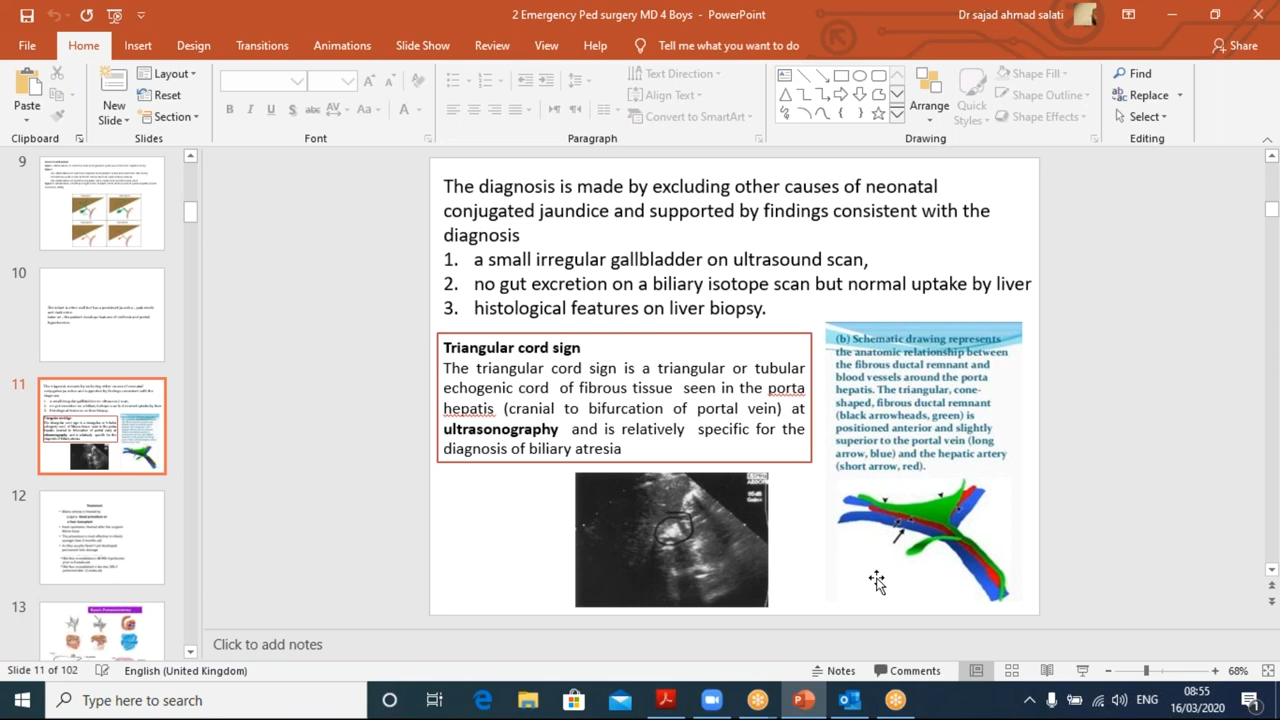 2 Emergency Ped surgery MD 4 Boys - PowerPoint
Dr sajad ahmad salati
File Home Insert Design Transitions Animations Slide Show Review View Help Tell me what you want to do Share
Paste
Clipboard
New Slide
Layout
Reset
Section
Slides
B I U S abc AV Aa A
Font
Text Direction
Align Text
Convert to SmartArt
Paragraph
Arrange
Quick Styles
Shape Fill
Shape Outline
Shape Effects
Drawing
Find
Replace
Select
Editing
9
10
11
12
Treatment
13
The diagnosis is made by excluding other causes of neonatal
conjugated jaundice and supported by findings consistent with the
diagnosis
1. a small irregular gallbladder on ultrasound scan,
2. no gut excretion on a biliary isotope scan but normal uptake by liver
3. histological features on liver biopsy.
Triangular cord sign
The triangular cord sign is a triangular or tubular
echogenic cord of fibrous tissue seen in the porta
hepatis (cranial to bifurcation of portal vein) at
ultrasonography and is relatively specific for the
diagnosis of biliary atresia
(b) Schematic drawing represents
the anatomic relationship between
the fibrous ductal remnant and
blood vessels around the porta
hepatis. The triangular, cone-
shaped, fibrous ductal remnant
(black arrowheads, green) is
positioned anterior and slightly
superior to the portal vein (long
arrow, blue) and the hepatic artery
(short arrow, red).
Click to add notes
Slide 11 of 102 English (United Kingdom) Notes Comments 68%
Type here to search
ENG
08:55
16/03/2020